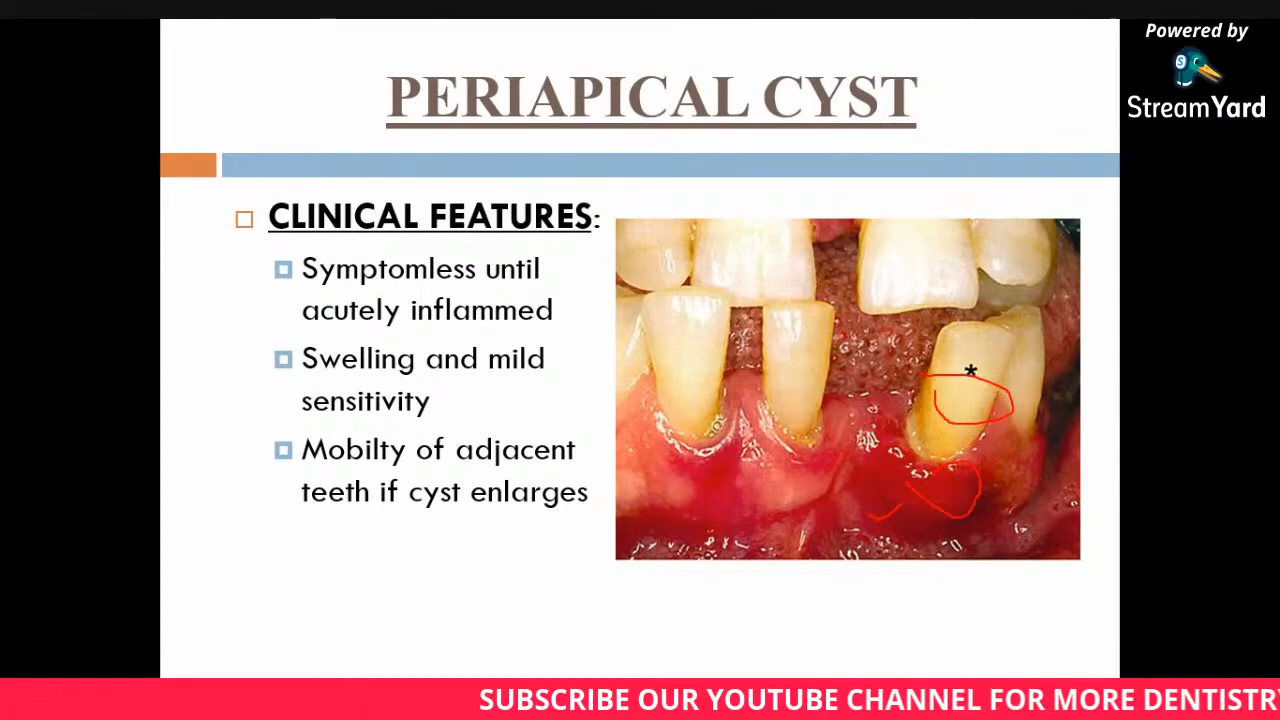 Powered by
StreamYard
PERIAPICAL CYST
CLINICAL FEATURES:
Symptomless until
acutely inflammed
Swelling and mild
sensitivity
Mobilty of adjacent
teeth if cyst enlarges
*
SUBSCRIBE OUR YOUTUBE CHANNEL FOR MORE DENTISTRY